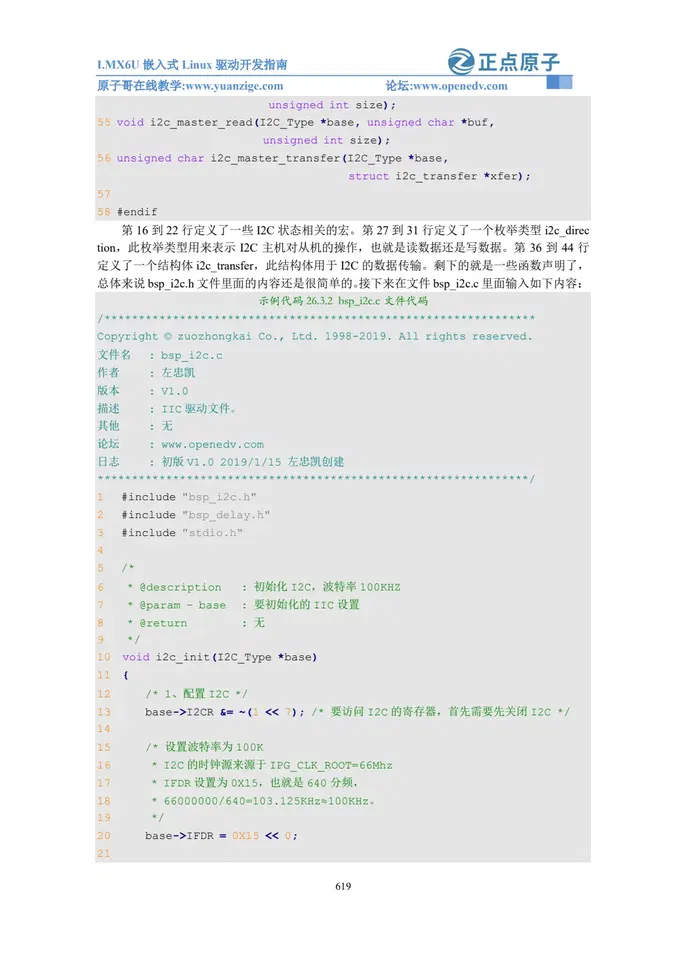 I.MX6U 嵌入式 Linux 驱动开发指南
正点原子
原子哥在线教学:www.yuanzige.com 论坛:www.openedv.com
unsigned int size);
55 void i2c_master_read(I2C_Type *base, unsigned char *buf,
unsigned int size);
56 unsigned char i2c_master_transfer(I2C_Type *base,
struct i2c_transfer *xfer);
57
58 #endif
第 16 到 22 行定义了一些 I2C 状态相关的宏。第 27 到 31 行定义了一个枚举类型 i2c_direc
tion，此枚举类型用来表示 I2C 主机对从机的操作，也就是读数据还是写数据。第 36 到 44 行
定义了一个结构体 i2c_transfer，此结构体用于 I2C 的数据传输。剩下的就是一些函数声明了，
总体来说 bsp_i2c.h 文件里面的内容还是很简单的。接下来在文件 bsp_i2c.c 里面输入如下内容：
示例代码 26.3.2 bsp_i2c.c 文件代码
/***************************************************************
Copyright © zuozhongkai Co., Ltd. 1998-2019. All rights reserved.
文件名 : bsp_i2c.c
作者 : 左忠凯
版本 : V1.0
描述 : IIC 驱动文件。
其他 : 无
论坛 : www.openedv.com
日志 : 初版 V1.0 2019/1/15 左忠凯创建
***************************************************************/
1 #include "bsp_i2c.h"
2 #include "bsp_delay.h"
3 #include "stdio.h"
4
5 /*
6 * @description : 初始化 I2C，波特率 100KHZ
7 * @param - base : 要初始化的 IIC 设置
8 * @return : 无
9 */
10 void i2c_init(I2C_Type *base)
11 {
12 /* 1、配置 I2C */
13 base->I2CR &= ~(1 << 7); /* 要访问 I2C 的寄存器，首先需要先关闭 I2C */
14
15 /* 设置波特率为 100K
16 * I2C 的时钟源来源于 IPG_CLK_ROOT=66Mhz
17 * IFDR 设置为 0X15，也就是 640 分频，
18 * 66000000/640=103.125KHz≈100KHz。
19 */
20 base->IFDR = 0X15 << 0;
21
619